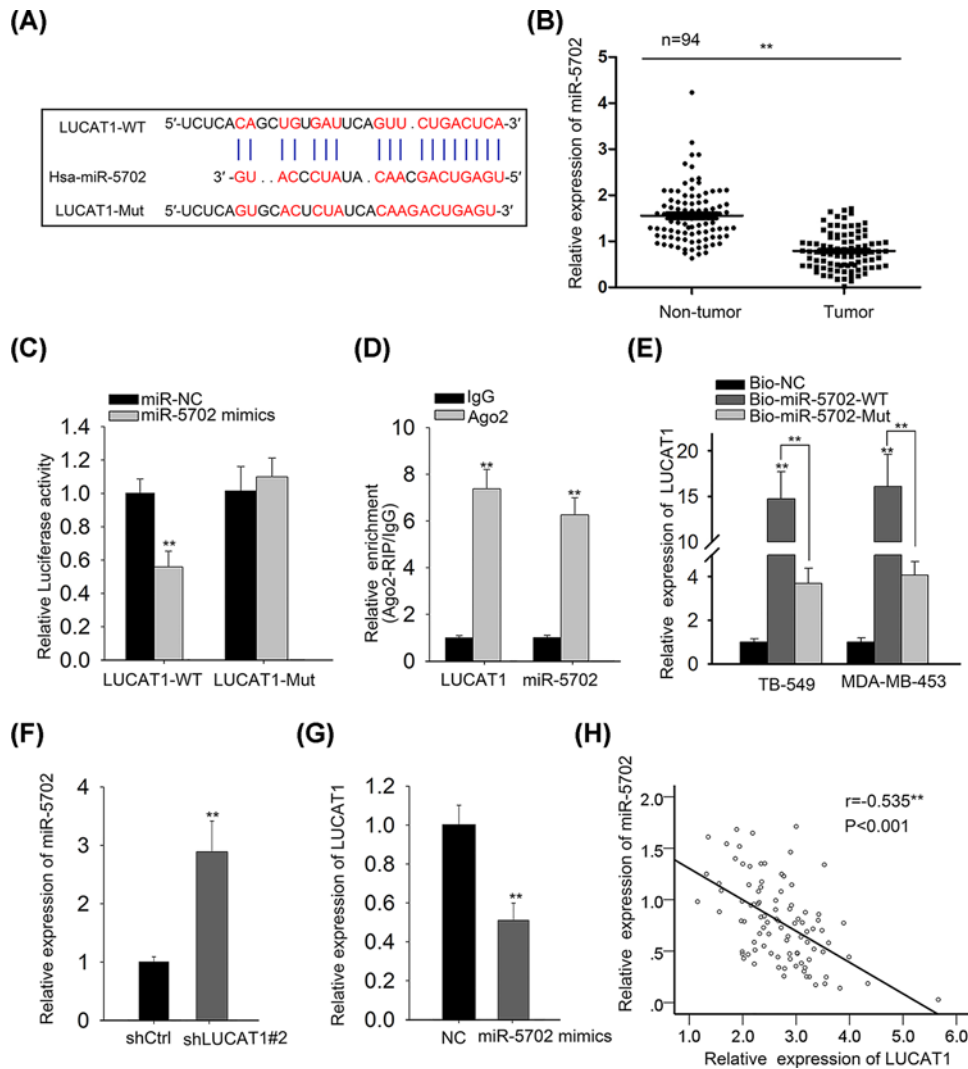 (A)
LUCAT1-WT 5'-UCUCACAGCUGUGAUUCAGUU . CUGACUCA-3'
Hsa-miR-5702 3' -GU . . ACCCUAUA . CAACGACUGAGU-5'
LUCAT1-Mut 5'-UCUCAGUGCACUCUAUCACAAGACUGAGU-3'
(B)
n=94
**
Relative expression of miR-5702
5
4
3
2
1
0
Non-tumor Tumor
(C)
miR-NC
miR-5702 mimics
Relative Luciferase activity
1.4
1.2
1.0
0.8
0.6
0.4
0.2
0.0
**
LUCAT1-WT LUCAT1-Mut
(D)
IgG
Ago2
Relative enrichment
(Ago2-RIP/IgG)
10
8
6
4
2
0
**
**
LUCAT1 miR-5702
(E)
Bio-NC
Bio-miR-5702-WT
Bio-miR-5702-Mut
Relative expression of LUCAT1
20
15
10
4
2
0
**
**
**
**
TB-549 MDA-MB-453
(F)
Relative expression of miR-5702
4
3
2
1
0
**
shCtrl shLUCAT1#2
(G)
Relative expression of LUCAT1
1.2
1.0
0.8
0.6
0.4
0.2
0.0
**
NC miR-5702 mimics
(H)
Relative expression of miR-5702
2.0
1.5
1.0
.5
.0
r=-0.535**
P<0.001
1.0 2.0 3.0 4.0 5.0 6.0
Relative expression of LUCAT1